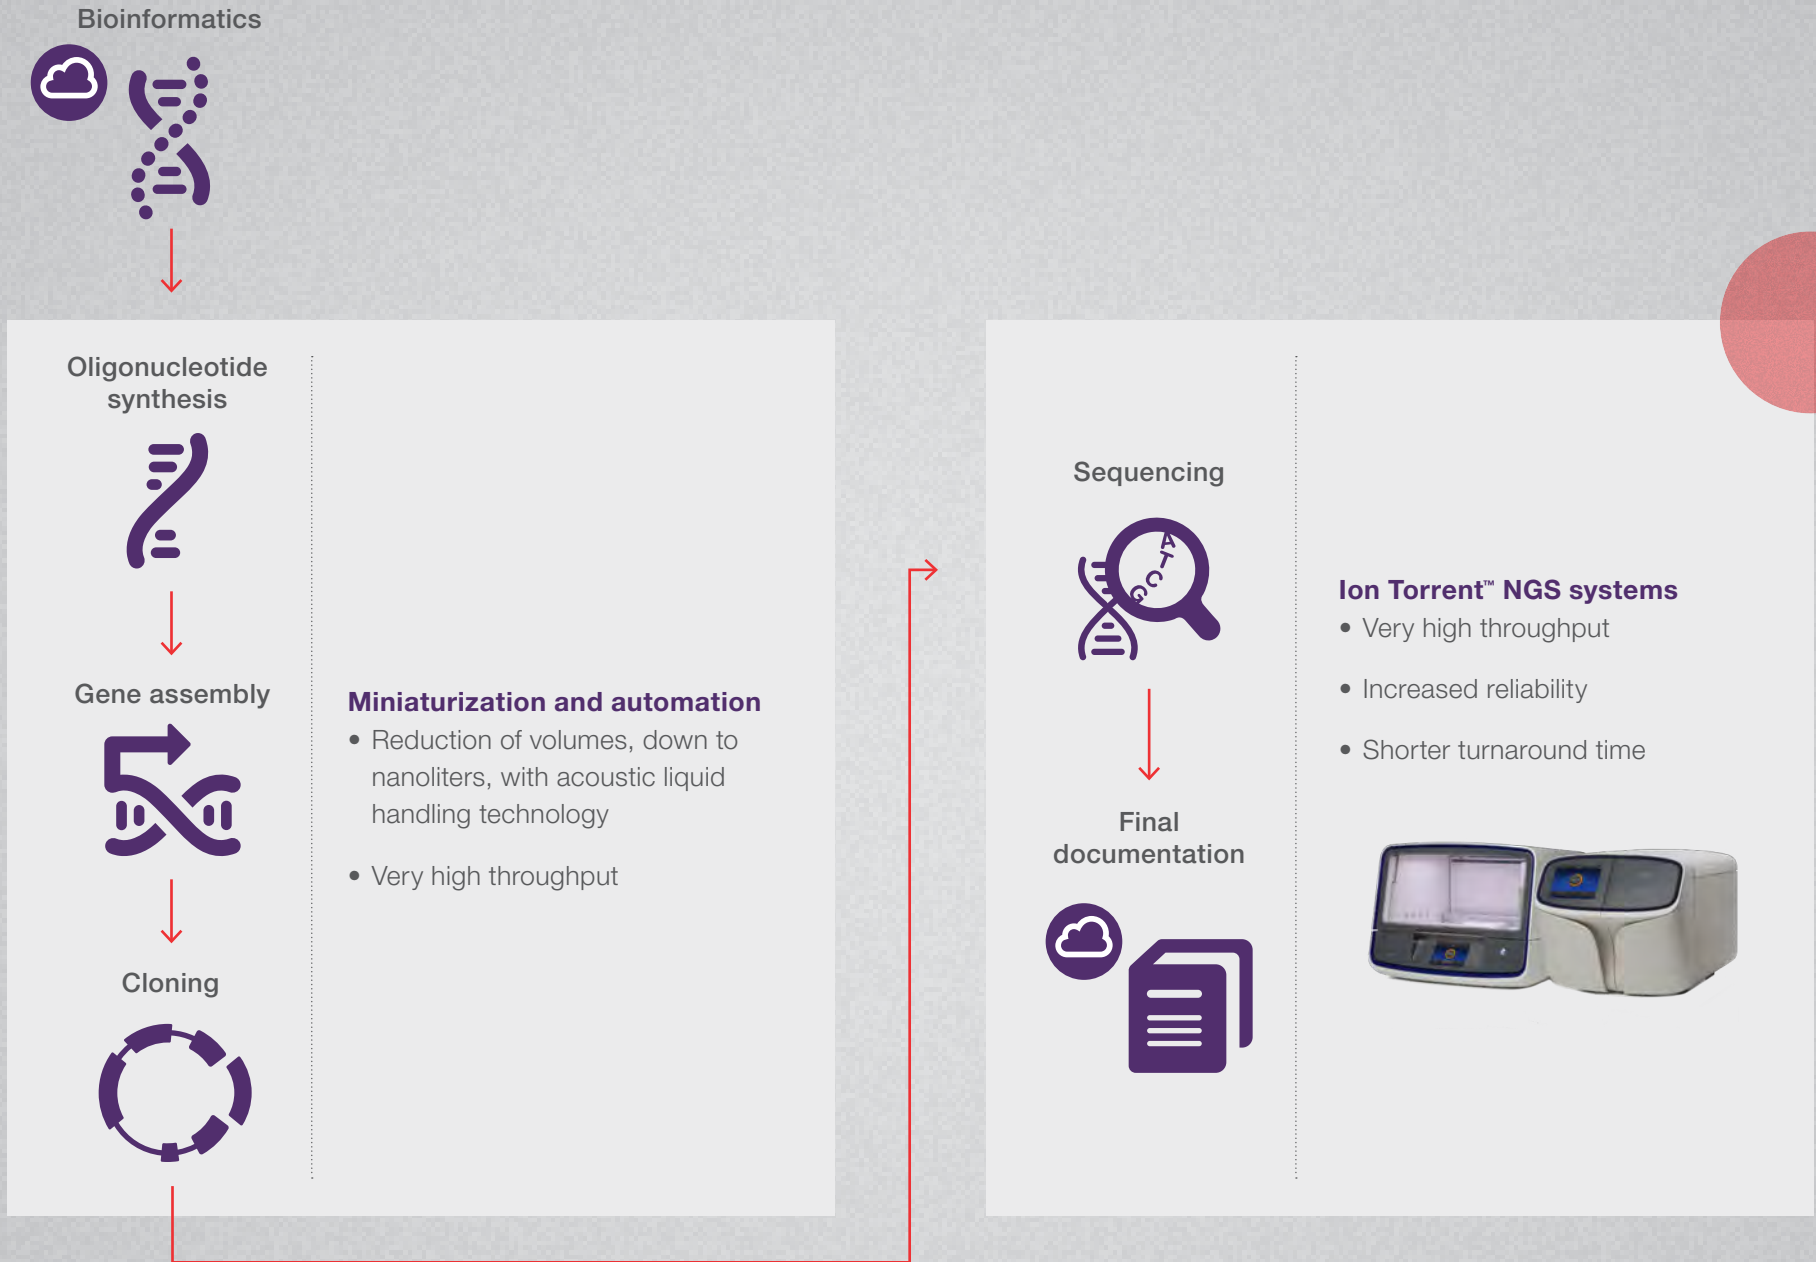 Bioinformatics
Oligonucleotide
synthesis
Gene assembly
Cloning
Miniaturization and automation
• Reduction of volumes, down to
nanoliters, with acoustic liquid
handling technology
• Very high throughput
Sequencing
A
T
C
G
Final
documentation
Ion Torrent™ NGS systems
• Very high throughput
• Increased reliability
• Shorter turnaround time